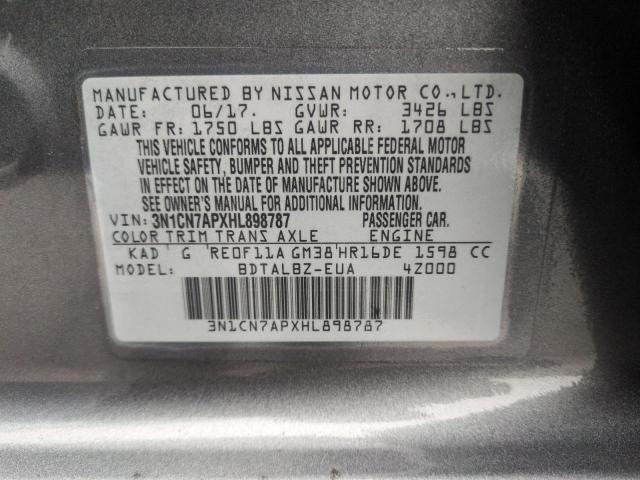 MANUFACTURED BY NISSAN MOTOR CO., LTD.
DATE: 06/17. GVWR: 3426 LBS
GAWR FR: 1750 LBS GAWR RR: 1708 LBS
THIS VEHICLE CONFORMS TO ALL APPLICABLE FEDERAL MOTOR
VEHICLE SAFETY, BUMPER AND THEFT PREVENTION STANDARDS
IN EFFECT ON THE DATE OF MANUFACTURE SHOWN ABOVE.
SEE OWNER'S MANUAL FOR ADDITIONAL INFORMATION.
VIN: 3N1CN7APXHL898787 PASSENGER CAR.
COLOR TRIM TRANS AXLE ENGINE
KAD G 'RE0F11A GM38'HR16DE 1598 CC
MODEL: BDTALBZ-EUA 4Z000
3N1CN7APXHL898787